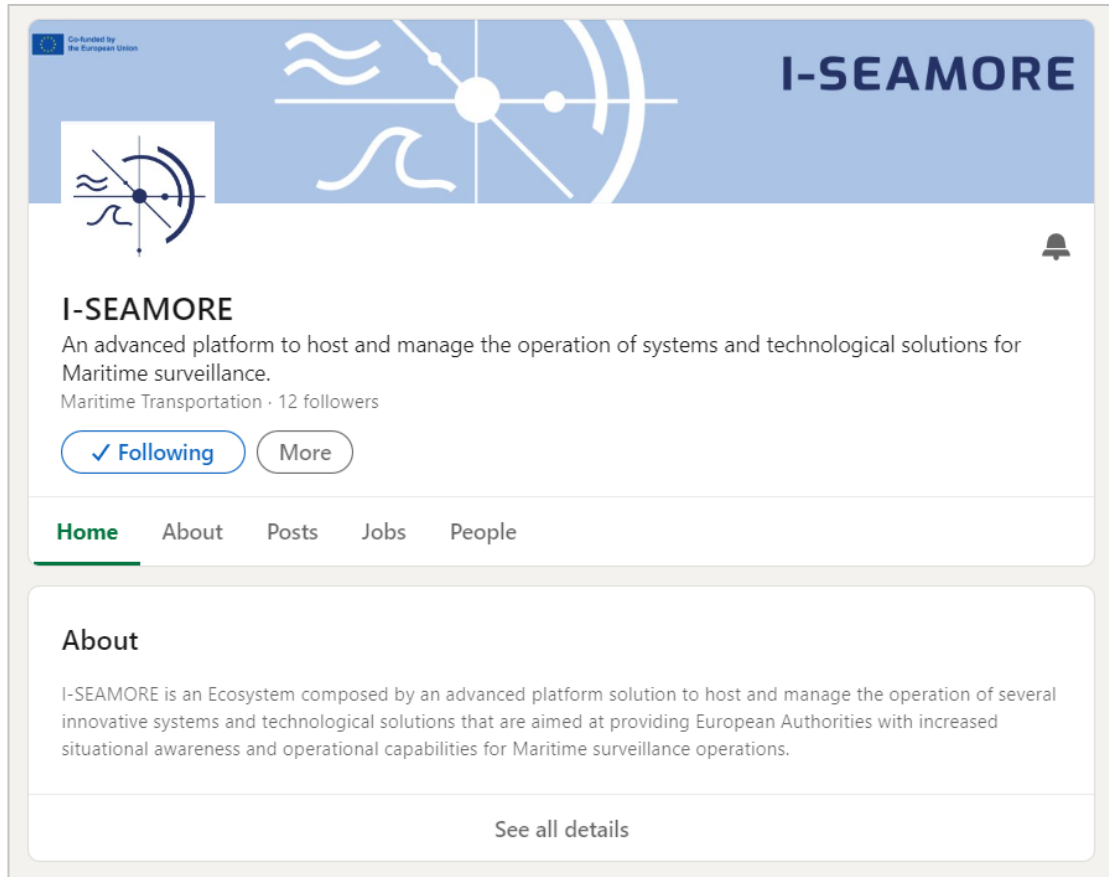 Co-funded by
the European Union
I-SEAMORE
I-SEAMORE
An advanced platform to host and manage the operation of systems and technological solutions for
Maritime surveillance.
Maritime Transportation · 12 followers
✓ Following
More
Home
About
Posts
Jobs
People
About
I-SEAMORE is an Ecosystem composed by an advanced platform solution to host and manage the operation of several
innovative systems and technological solutions that are aimed at providing European Authorities with increased
situational awareness and operational capabilities for Maritime surveillance operations.
See all details